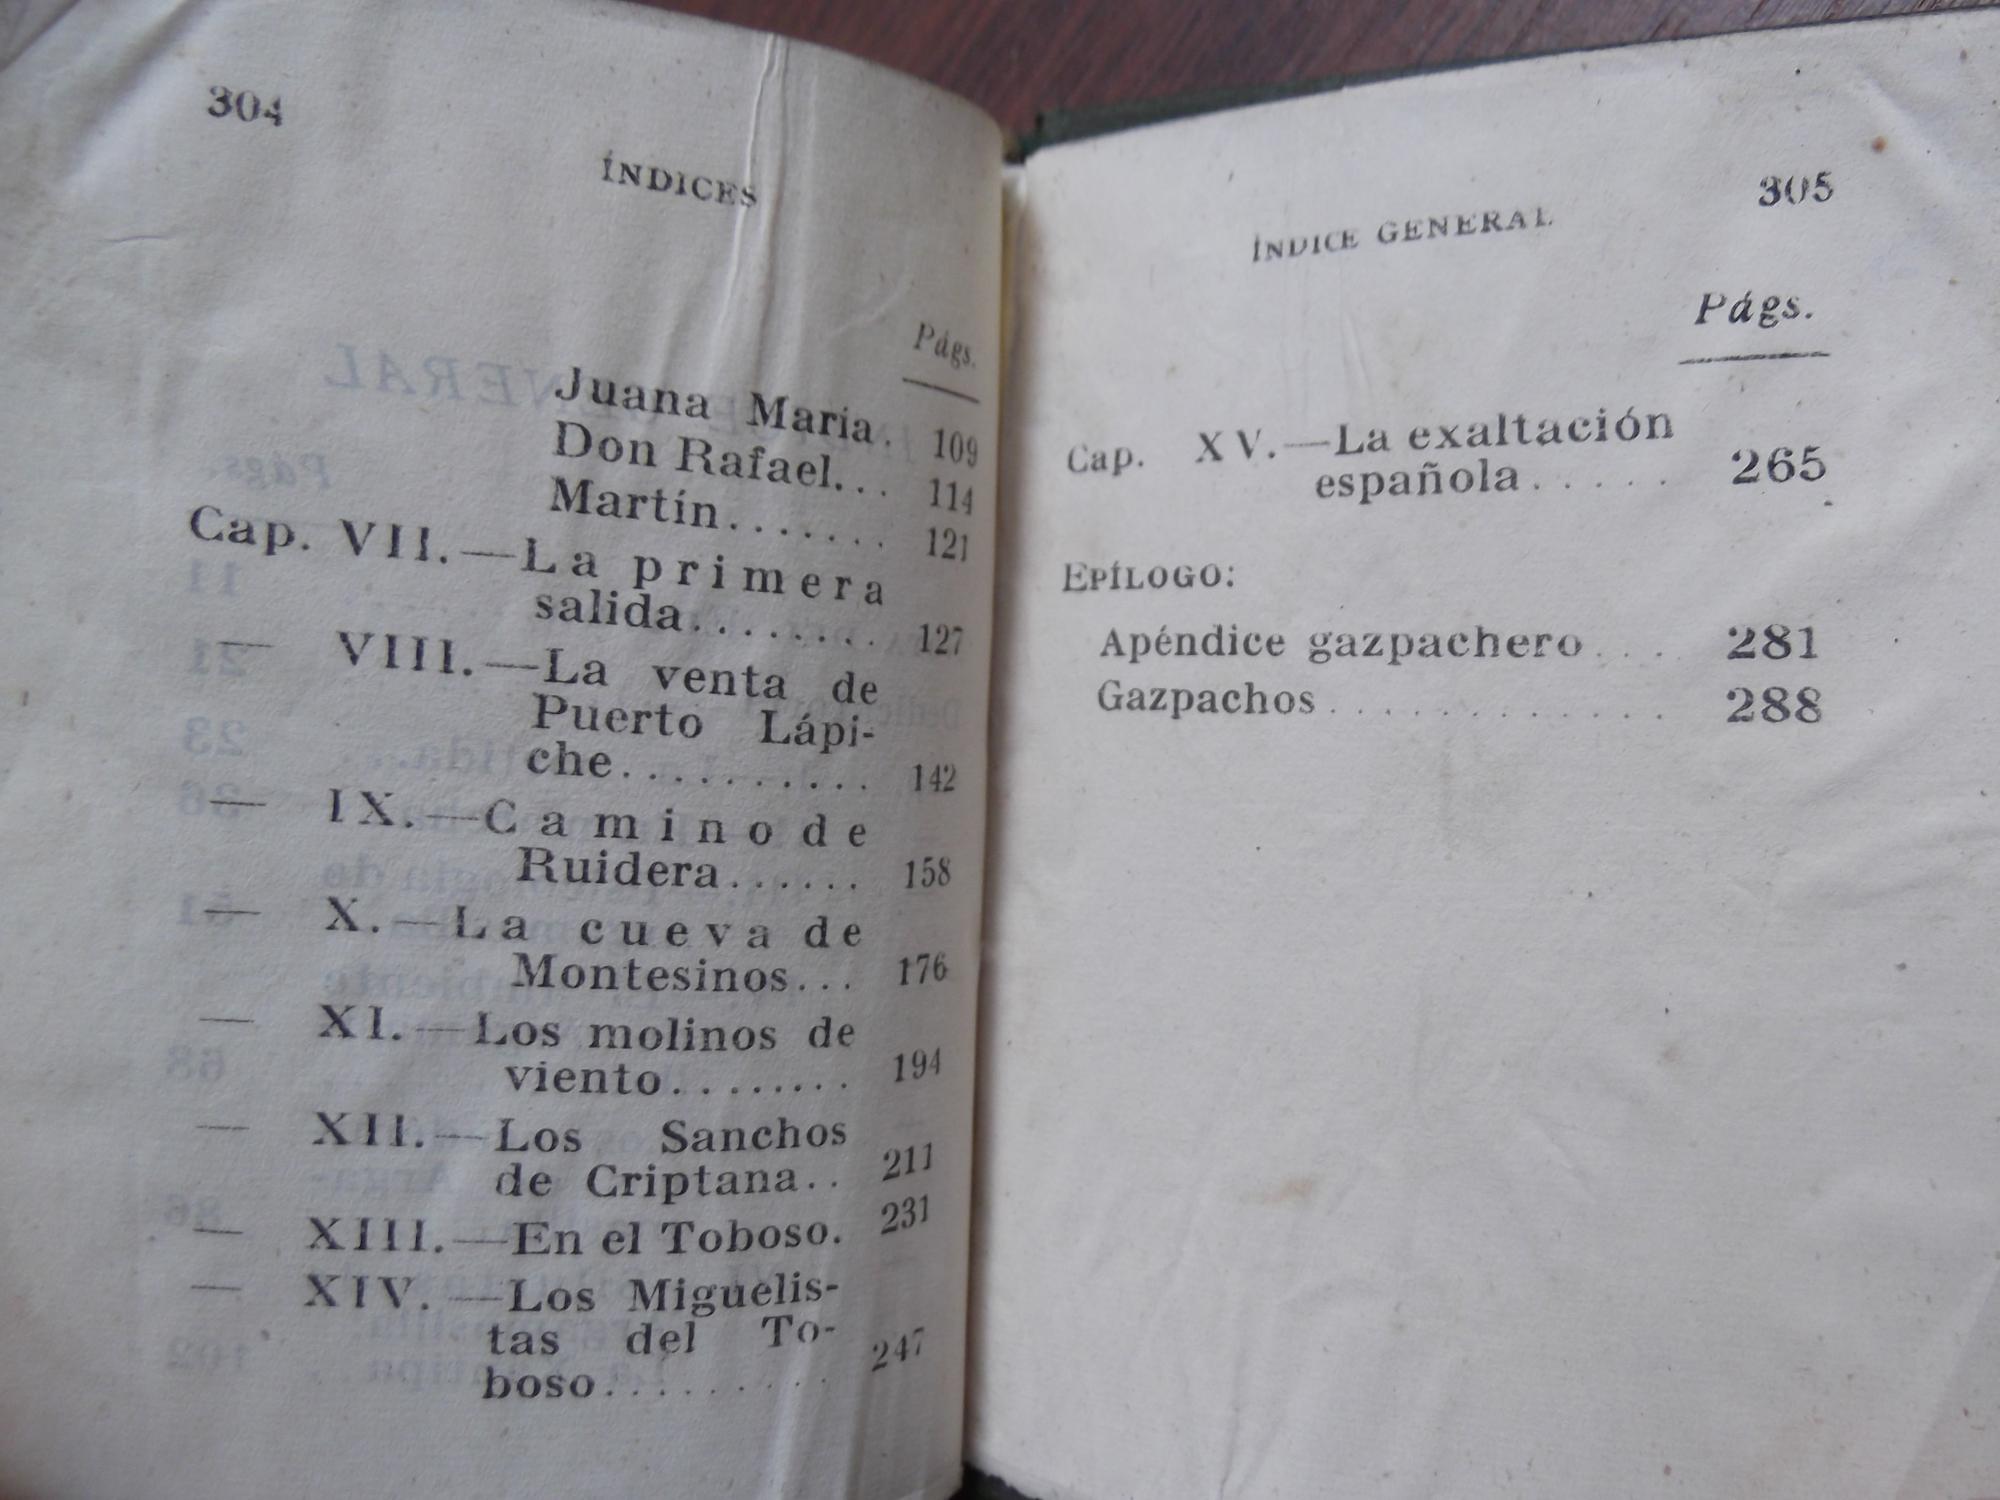 304
ÍNDICES
Págs.
Juana María. 109
Don Rafael... 114
Martín....... 121
Cap. VII.—La primera
salida........ 127
— VIII.—La venta de
Puerto Lápi-
che.......... 142
— IX.—Camino de
Ruidera...... 158
— X.—La cueva de
Montesinos... 176
— XI.—Los molinos de
viento........ 194
— XII.—Los Sanchos
de Criptana.. 211
— XIII.—En el Toboso. 231
— XIV.—Los Miguelis-
tas del To-
boso......... 247
305
ÍNDICE GENERAL
Págs.
Cap. XV.—La exaltación
española..... 265
EPÍLOGO:
Apéndice gazpachero... 281
Gazpachos............. 288